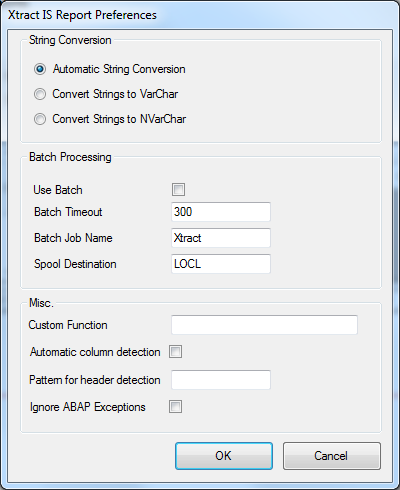 Xtract IS Report Preferences
String Conversion
Automatic String Conversion
Convert Strings to VarChar
Convert Strings to NVarChar
Batch Processing
Use Batch
Batch Timeout 300
Batch Job Name Xtract
Spool Destination LOCL
Misc.
Custom Function
Automatic column detection
Pattern for header detection
Ignore ABAP Exceptions
OK Cancel